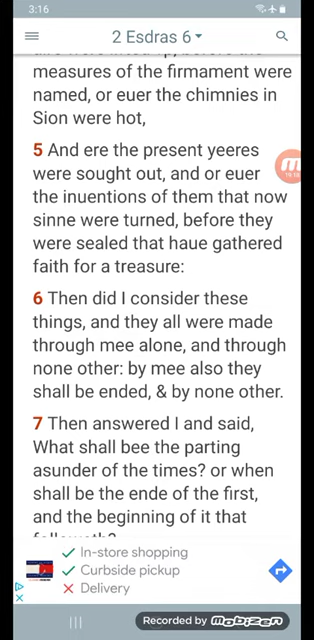 3:16
2 Esdras 6
measures of the firmament were
named, or euer the chimnies in
Sion were hot,
5 And ere the present yeeres
were sought out, and or euer
the inuentions of them that now
sinne were turned, before they
were sealed that haue gathered
faith for a treasure:
6 Then did I consider these
things, and they all were made
through mee alone, and through
none other: by mee also they
shall be ended, & by none other.
7 Then answered I and said,
What shall bee the parting
asunder of the times? or when
shall be the ende of the first,
and the beginning of it that
In-store shopping
Curbside pickup
Delivery
Recorded by Mobizen